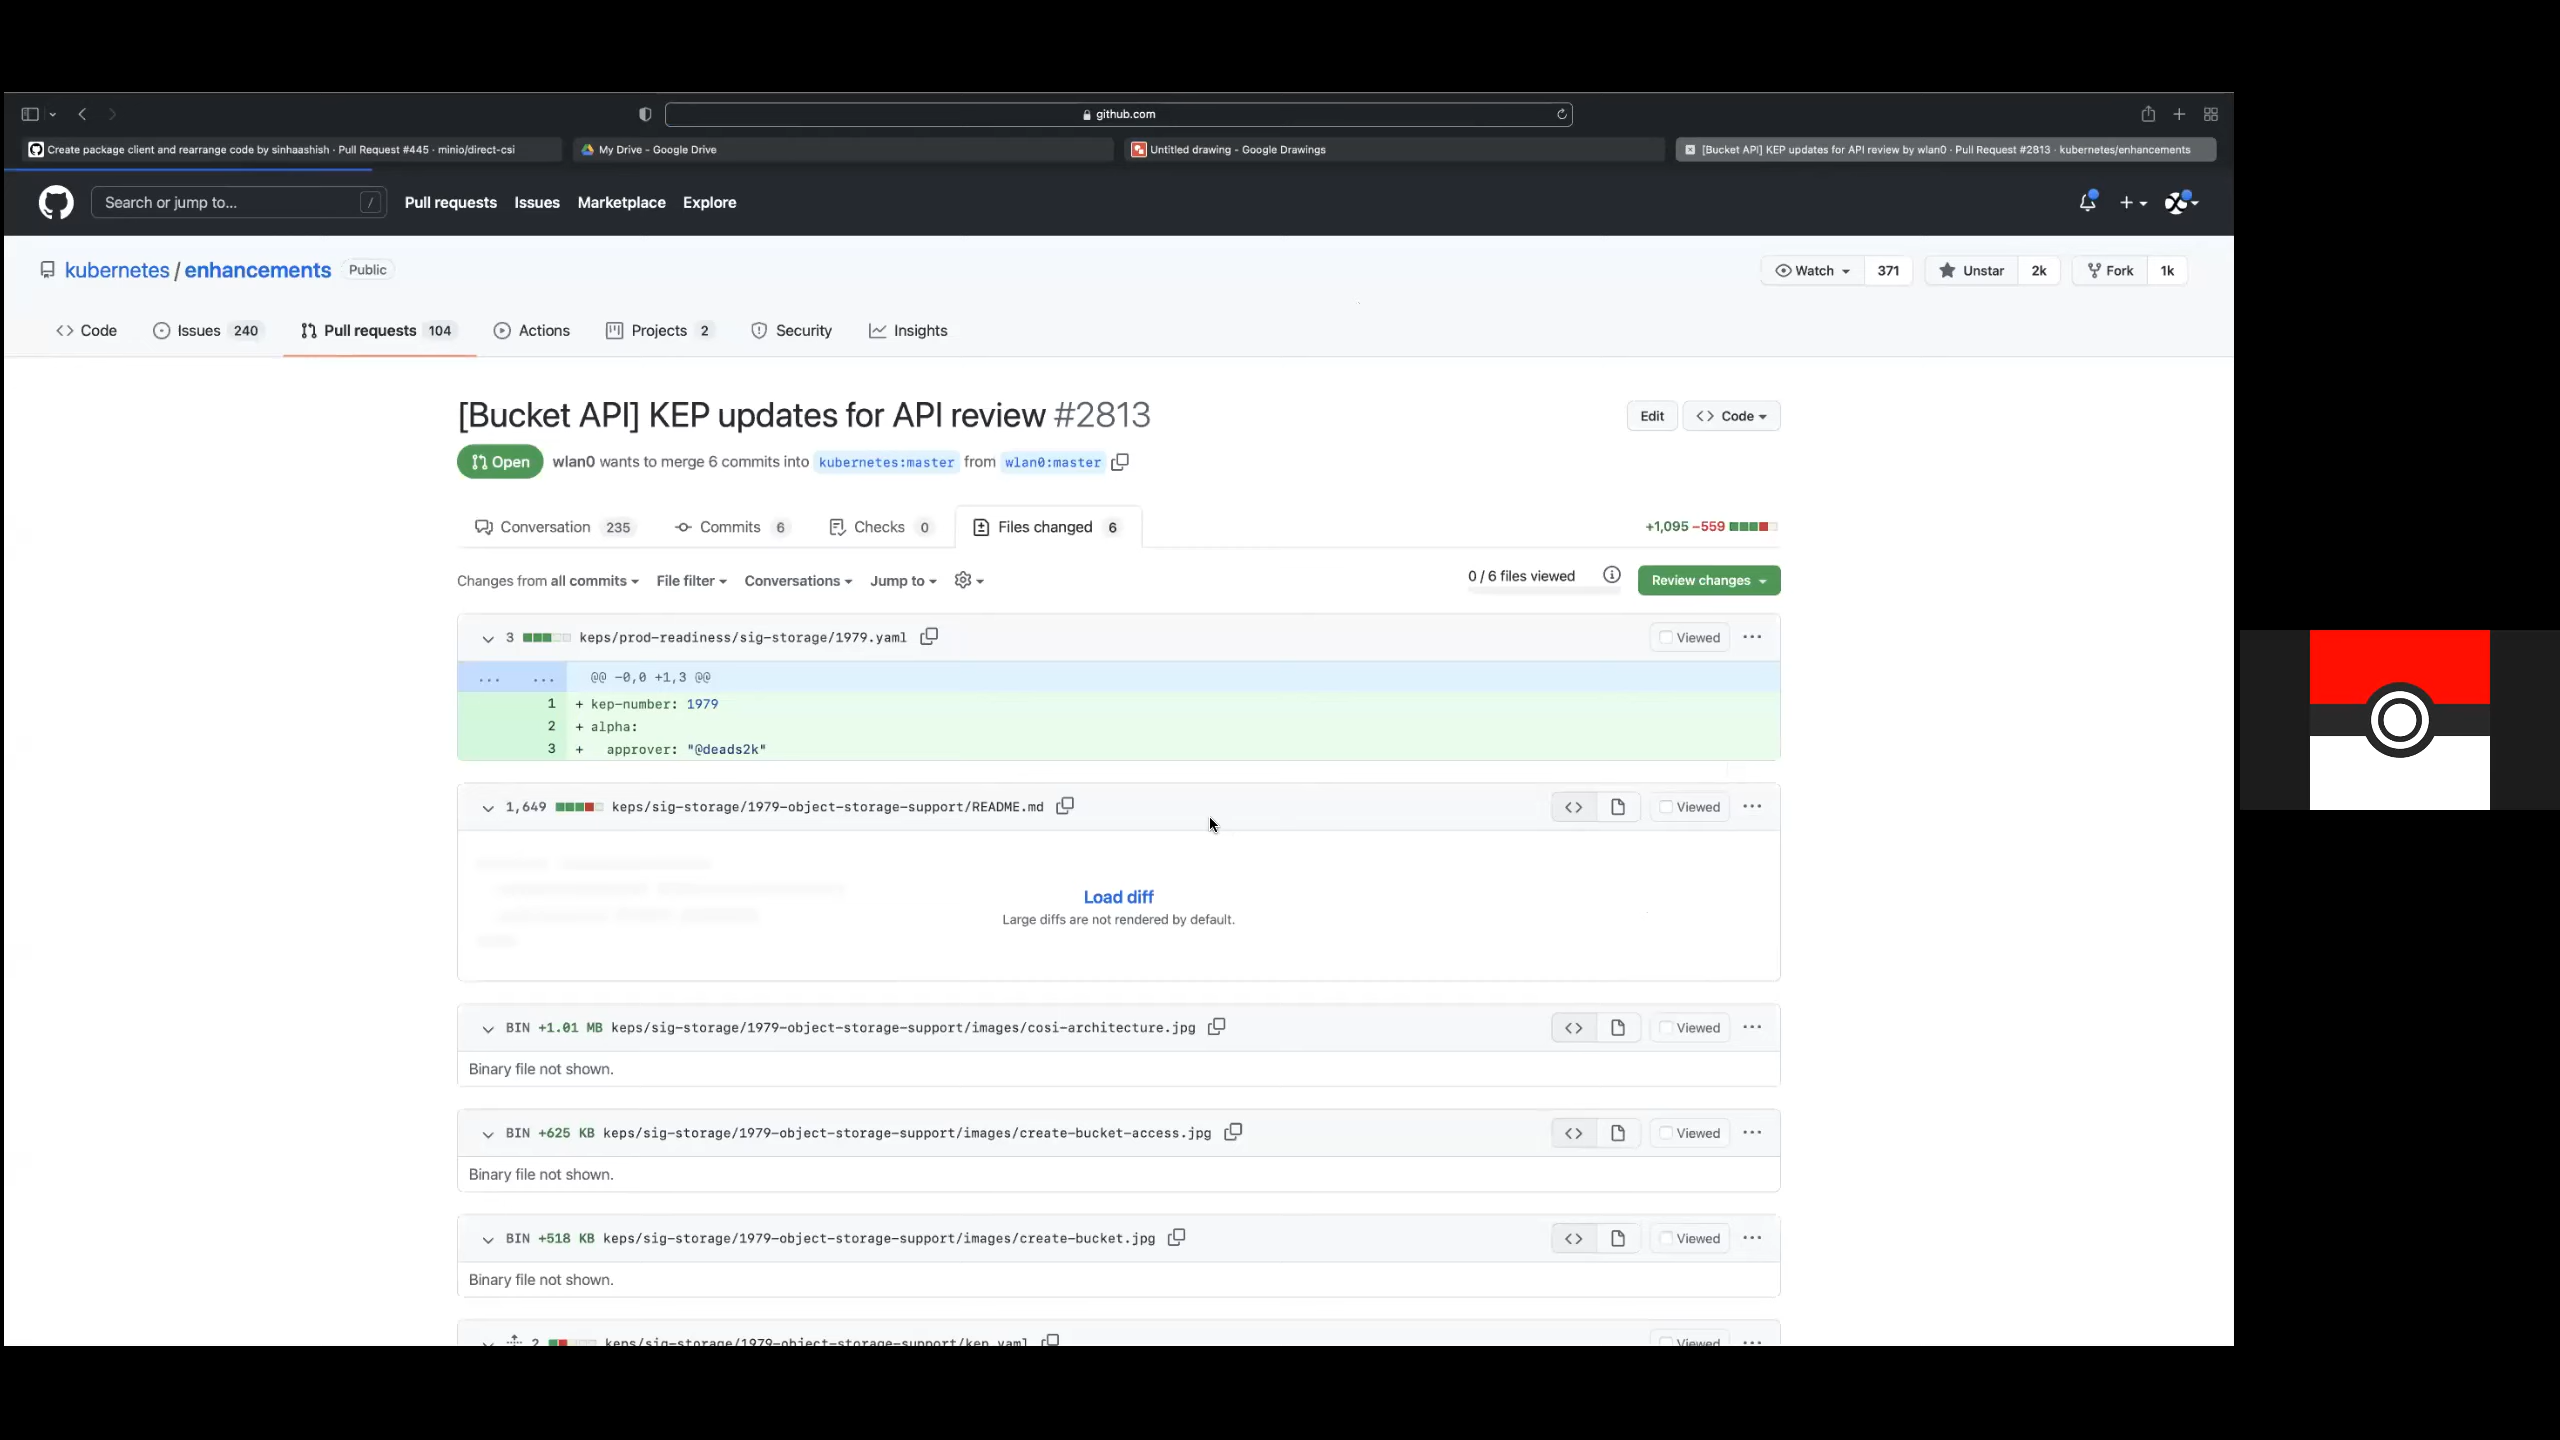 github.com
Create package client and rearrange code by sinhaashish · Pull Request #445 · minio/direct-csi
My Drive - Google Drive
Untitled drawing - Google Drawings
[Bucket API] KEP updates for API review by wlan0 · Pull Request #2813 · kubernetes/enhancements
Search or jump to... /
Pull requests Issues Marketplace Explore
kubernetes / enhancements Public
Watch 371 Unstar 2k Fork 1k
Code Issues 240 Pull requests 104 Actions Projects 2 Security Insights
[Bucket API] KEP updates for API review #2813
Edit Code
Open wlan0 wants to merge 6 commits into kubernetes:master from wlan0:master
Conversation 235 Commits 6 Checks 0 Files changed 6
+1,095 −559
Changes from all commits File filter Conversations Jump to
0 / 6 files viewed Review changes
3 keps/prod-readiness/sig-storage/1979.yaml Viewed ...
... ... @@ -0,0 +1,3 @@
1 + kep-number: 1979
2 + alpha:
3 + approver: "@deads2k"
1,649 keps/sig-storage/1979-object-storage-support/README.md Viewed ...
Load diff
Large diffs are not rendered by default.
BIN +1.01 MB keps/sig-storage/1979-object-storage-support/images/cosi-architecture.jpg Viewed ...
Binary file not shown.
BIN +625 KB keps/sig-storage/1979-object-storage-support/images/create-bucket-access.jpg Viewed ...
Binary file not shown.
BIN +518 KB keps/sig-storage/1979-object-storage-support/images/create-bucket.jpg Viewed ...
Binary file not shown.
2 keps/sig-storage/1979-object-storage-support/kep.yaml Viewed ...